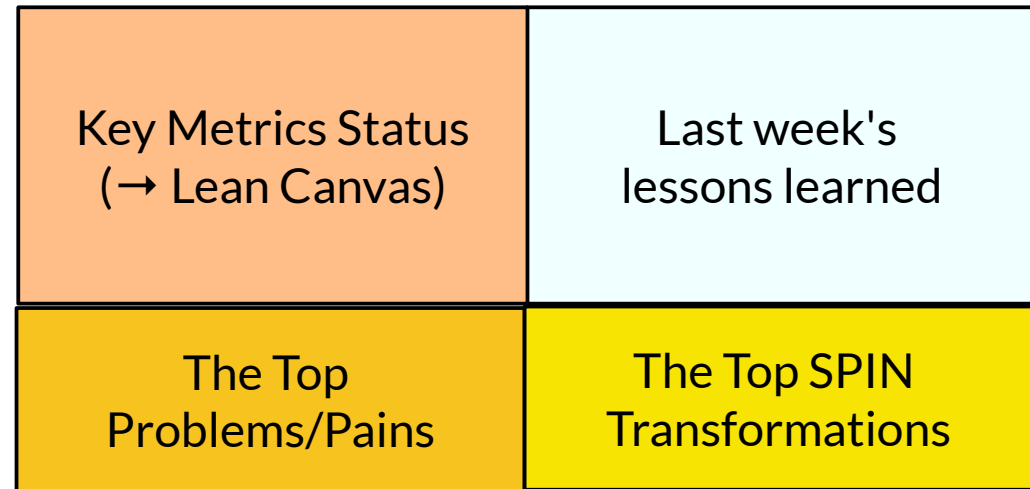 Key Metrics Status
(→ Lean Canvas)
Last week's
lessons learned
The Top
Problems/Pains
The Top SPIN
Transformations